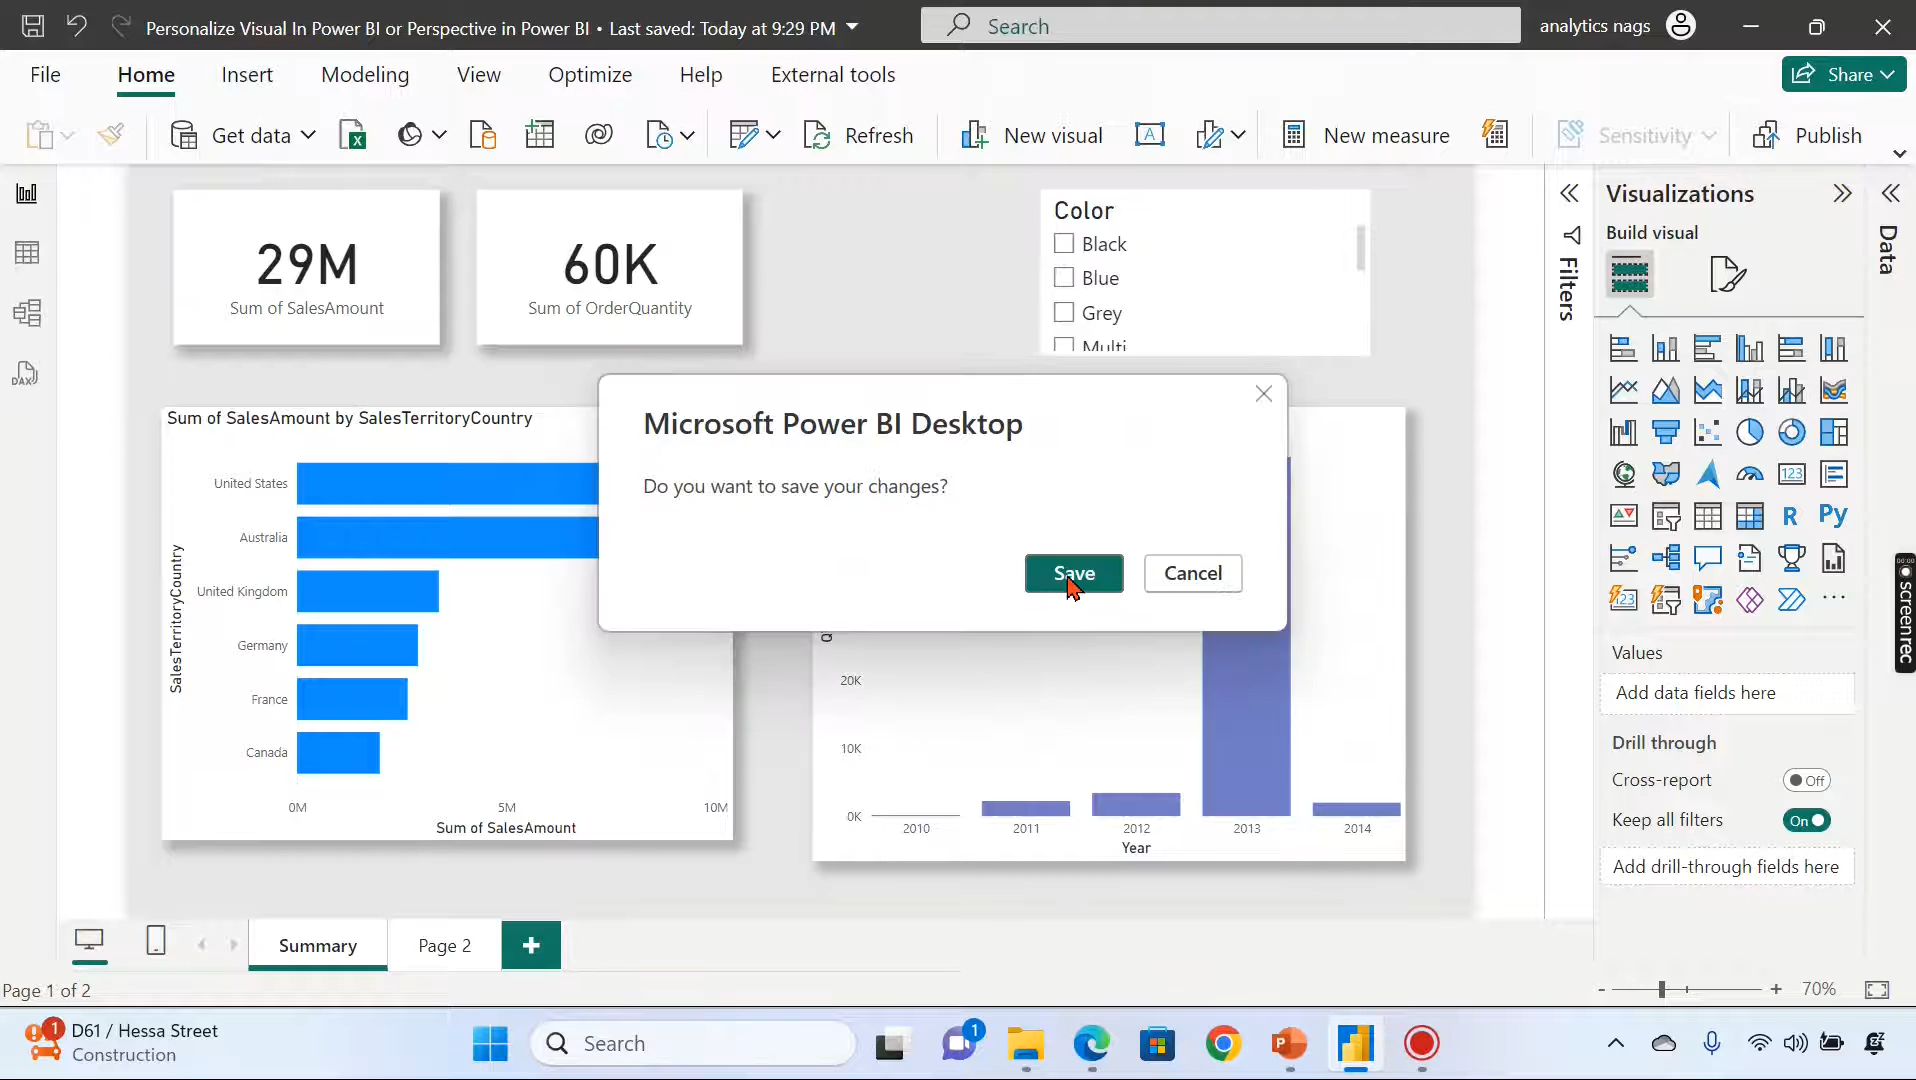 Personalize Visual In Power BI or Perspective in Power BI • Last saved: Today at 9:29 PM
Search
analytics nags
File
Home
Insert
Modeling
View
Optimize
Help
External tools
Share
Get data
Refresh
New visual
New measure
Sensitivity
Publish
29M
Sum of SalesAmount
60K
Sum of OrderQuantity
Color
Black
Blue
Grey
Multi
Sum of SalesAmount by SalesTerritoryCountry
SalesTerritoryCountry
United States
Australia
United Kingdom
Germany
France
Canada
0M
5M
10M
Sum of SalesAmount
Microsoft Power BI Desktop
Do you want to save your changes?
Save
Cancel
20K
10K
0K
2010
2011
2012
2013
2014
Year
Filters
Visualizations
Build visual
123
R
Py
123
Values
Add data fields here
Drill through
Cross-report
Off
Keep all filters
On
Add drill-through fields here
Data
DAX
A
00:00
screenrec
Summary
Page 2
Page 1 of 2
70%
1
D61 / Hessa Street
Construction
Search
1
P